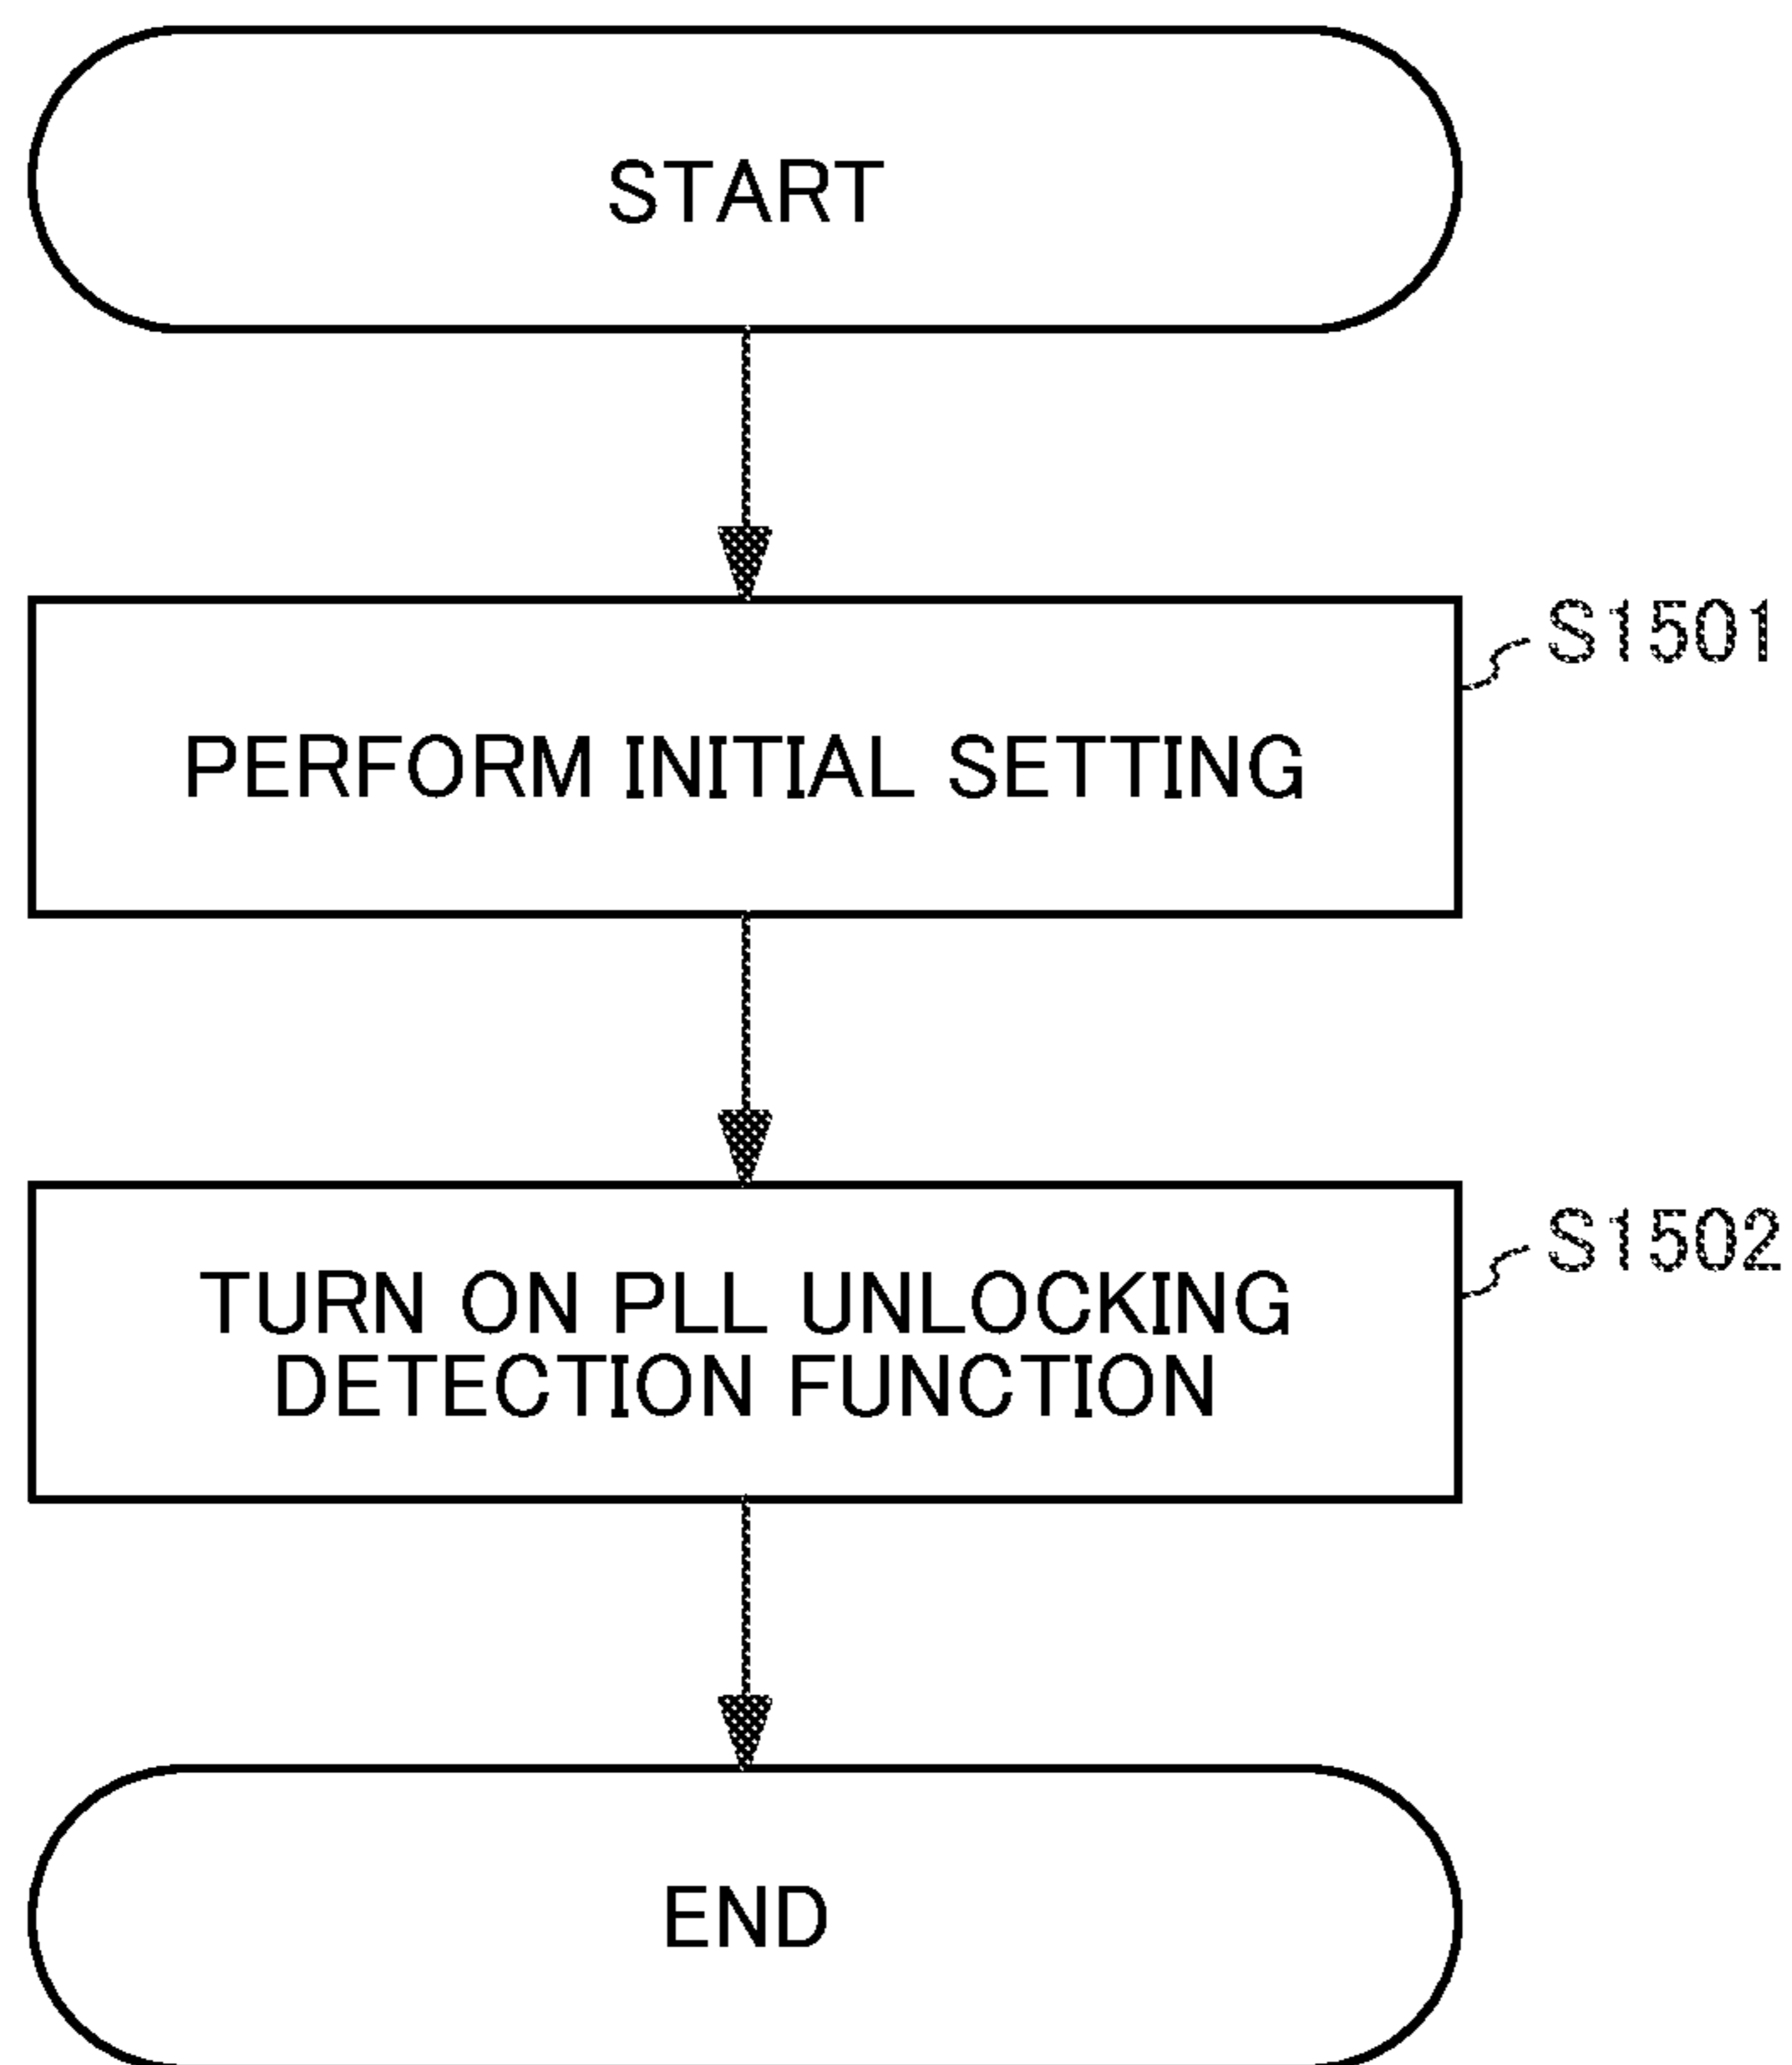 START
S1501
PERFORM INITIAL SETTING
S1502
TURN ON PLL UNLOCKING
DETECTION FUNCTION
END